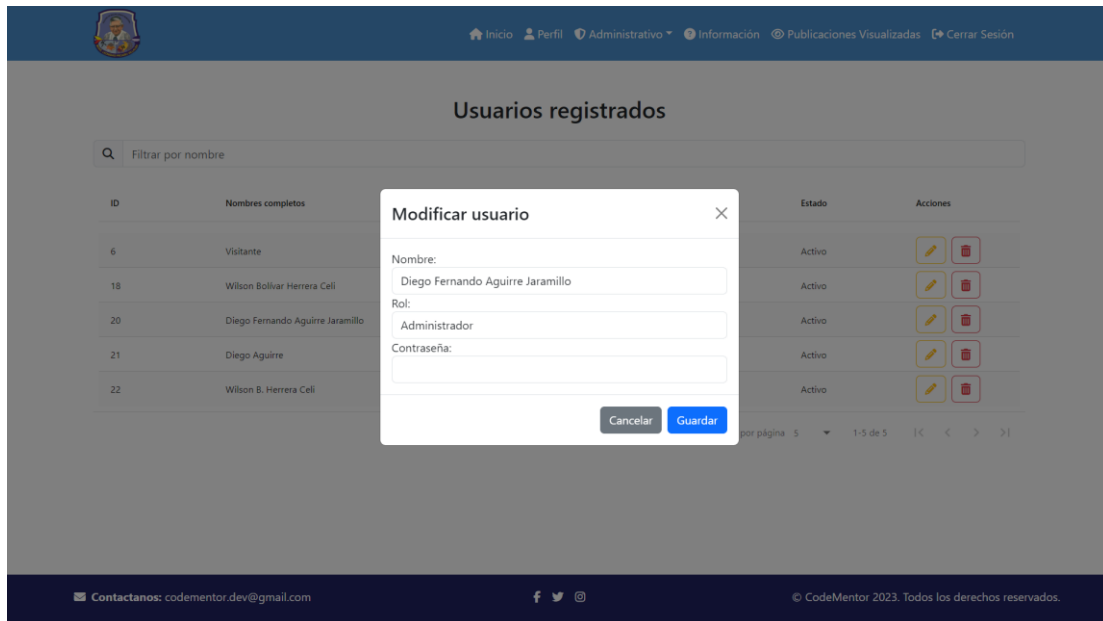 Inicio Perfil Administrativo Información Publicaciones Visualizadas Cerrar Sesión
Usuarios registrados
Filtrar por nombre
ID Nombres completos Estado Acciones
6 Visitante Activo
18 Wilson Bolívar Herrera Celi Activo
20 Diego Fernando Aguirre Jaramillo Activo
21 Diego Aguirre Activo
22 Wilson B. Herrera Celi Activo
por página 5 1-5 de 5
Modificar usuario
Nombre:
Diego Fernando Aguirre Jaramillo
Rol:
Administrador
Contraseña:
Cancelar Guardar
Contactanos: codementor.dev@gmail.com © CodeMentor 2023. Todos los derechos reservados.